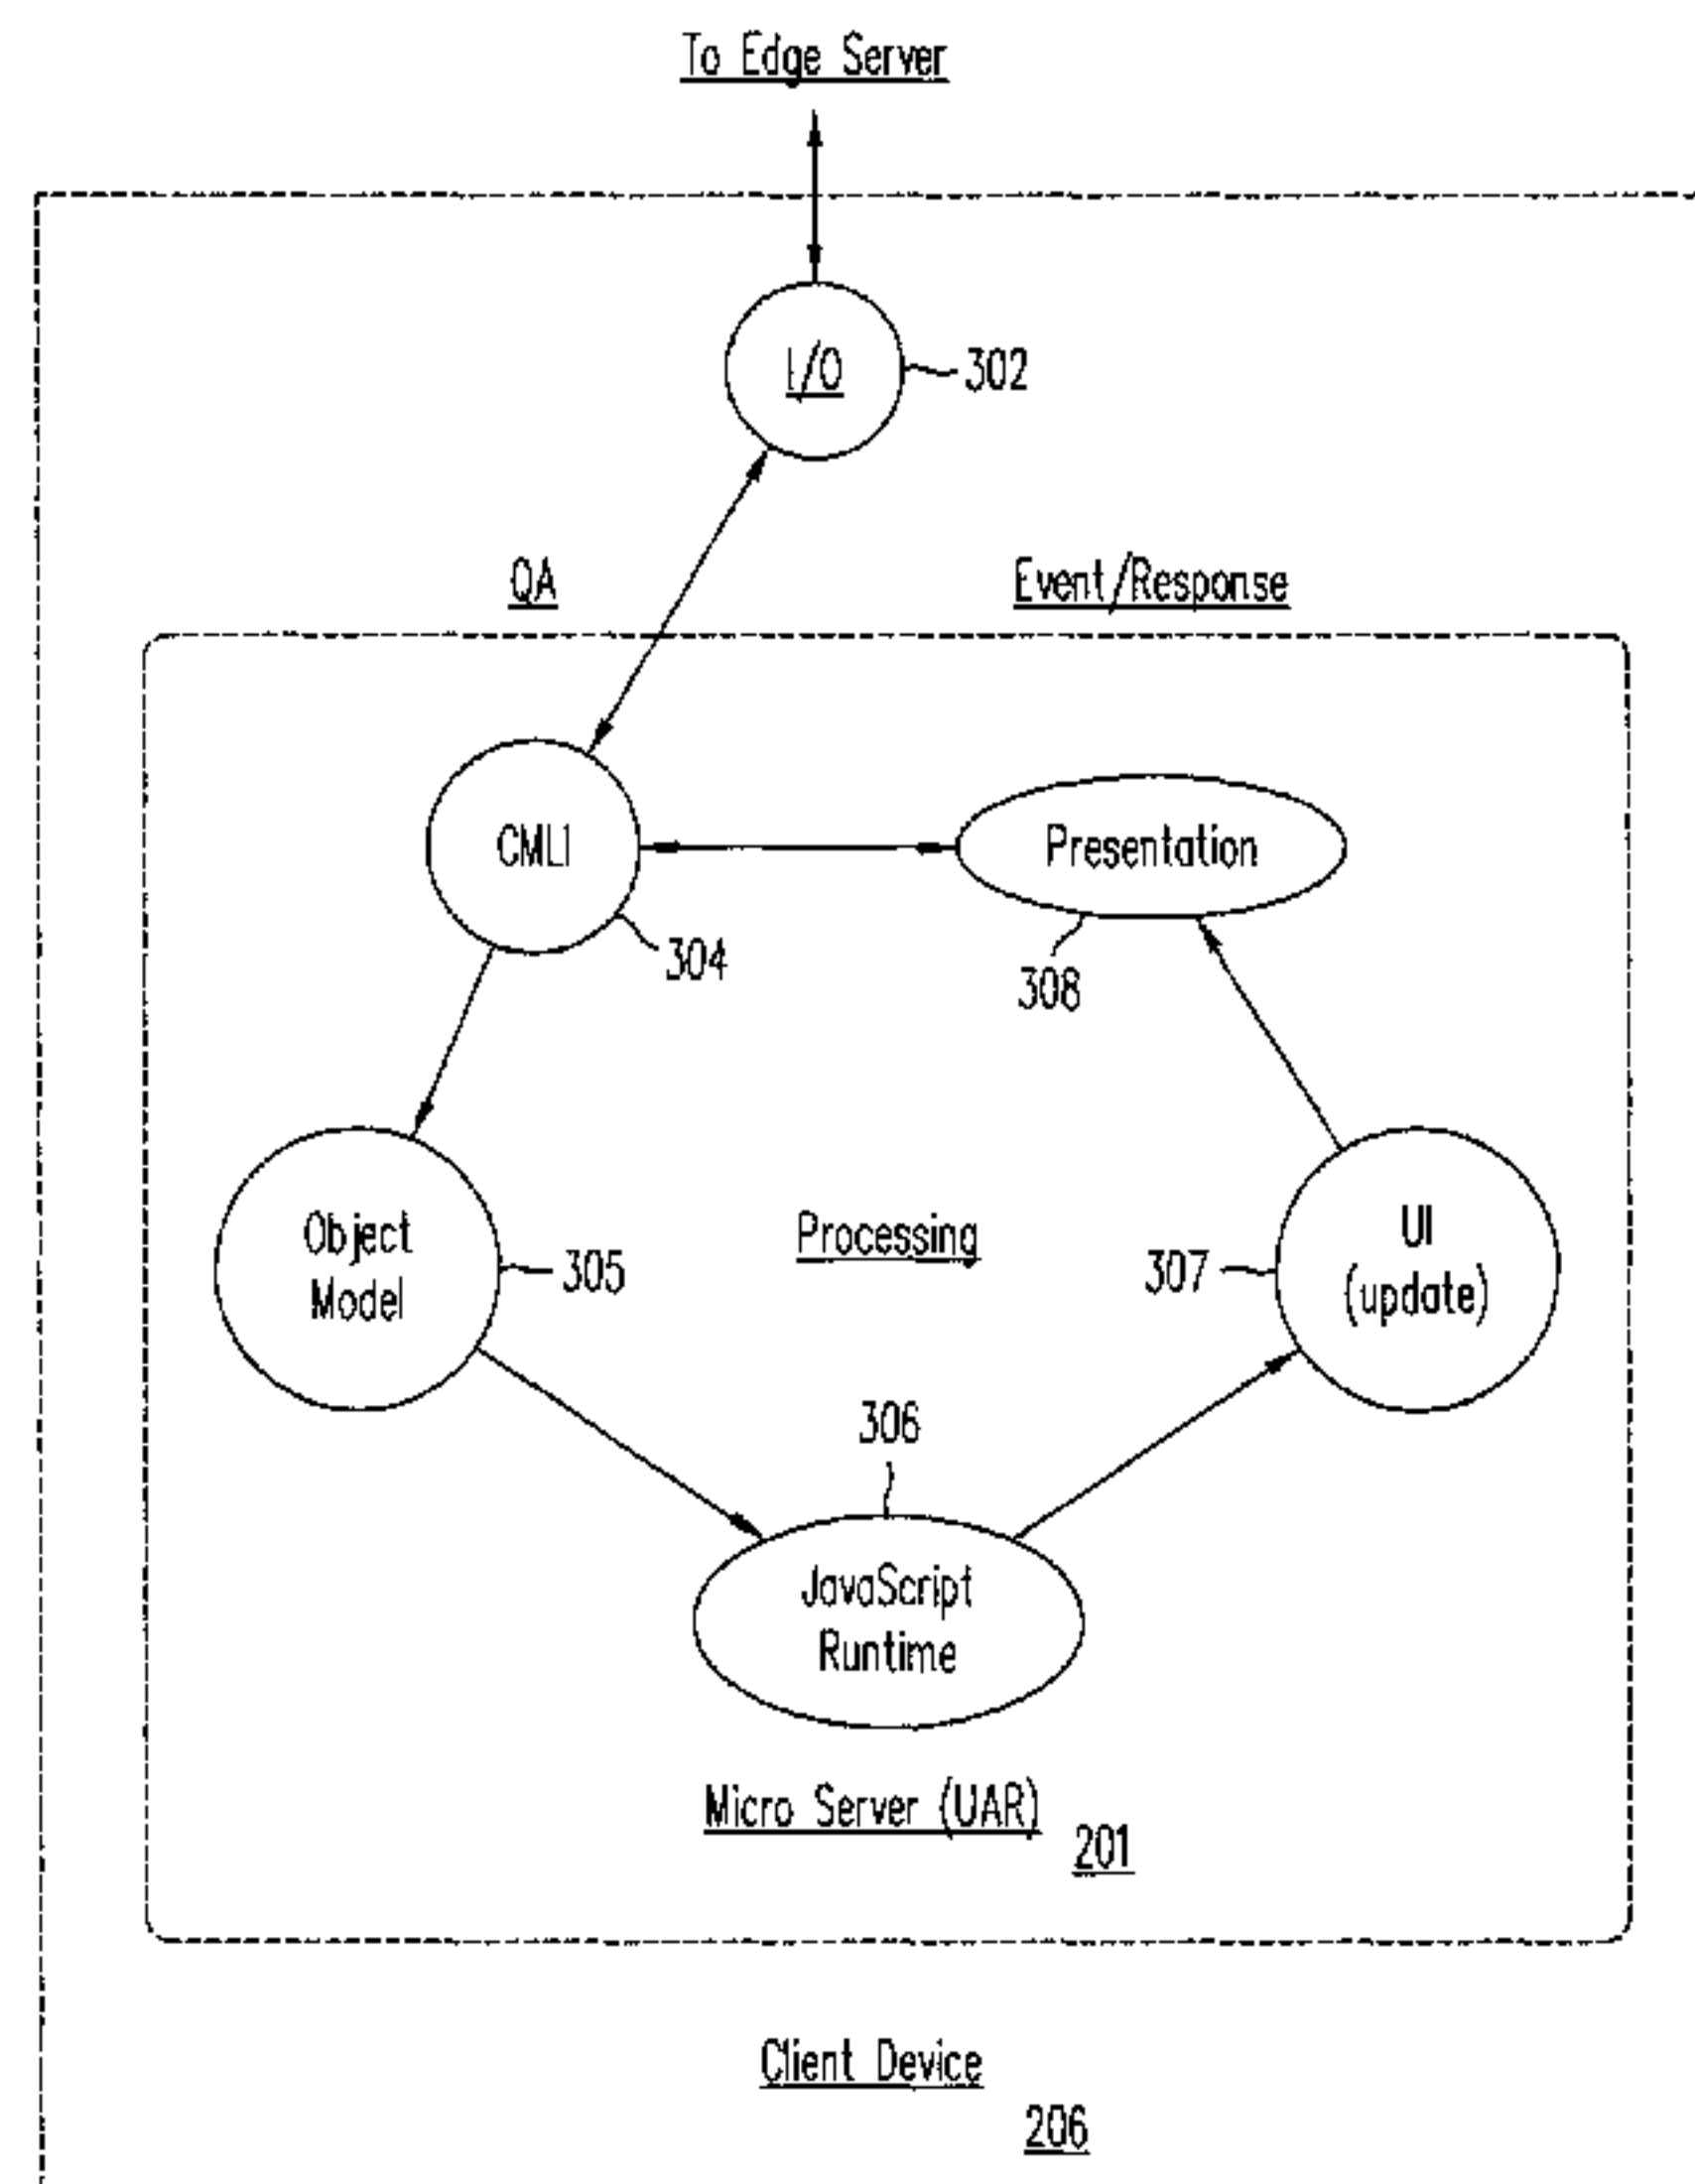 To Edge Server
I/O
302
QA
Event/Response
CMLI
Presentation
304
308
Object
Model
305
Processing
307
UI
(update)
306
JavaScript
Runtime
Micro Server (UAR)
201
Client Device
206